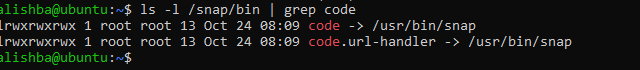 alishba@ubuntu:~$ ls -l /snap/bin | grep code
lrwxrwxrwx 1 root root 13 Oct 24 08:09 code -> /usr/bin/snap
lrwxrwxrwx 1 root root 13 Oct 24 08:09 code.url-handler -> /usr/bin/snap
alishba@ubuntu:~$